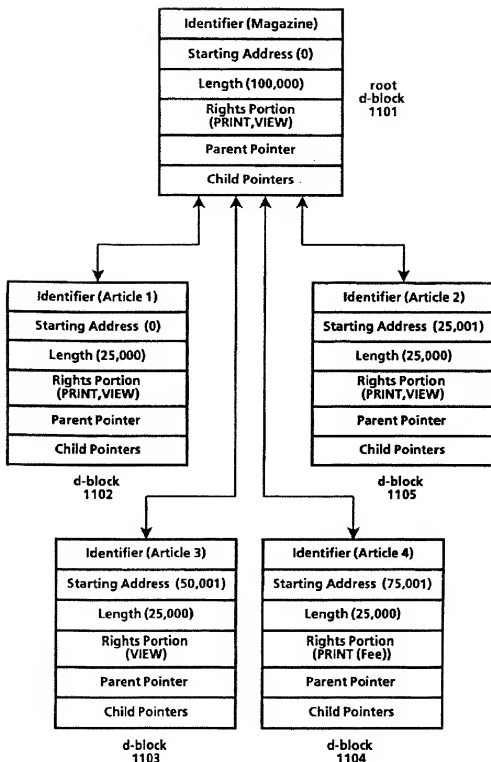 Identifier (Magazine)
Starting Address (0)
Length (100,000)
Rights Portion
(PRINT,VIEW)
Parent Pointer
Child Pointers
root
d-block
1101
Identifier (Article 1)
Starting Address (0)
Length (25,000)
Rights Portion
(PRINT,VIEW)
Parent Pointer
Child Pointers
d-block
1102
Identifier (Article 2)
Starting Address (25,001)
Length (25,000)
Rights Portion
(PRINT,VIEW)
Parent Pointer
Child Pointers
d-block
1105
Identifier (Article 3)
Starting Address (50,001)
Length (25,000)
Rights Portion
(VIEW)
Parent Pointer
Child Pointers
d-block
1103
Identifier (Article 4)
Starting Address (75,001)
Length (25,000)
Rights Portion
(PRINT (Fee))
Parent Pointer
Child Pointers
d-block
1104